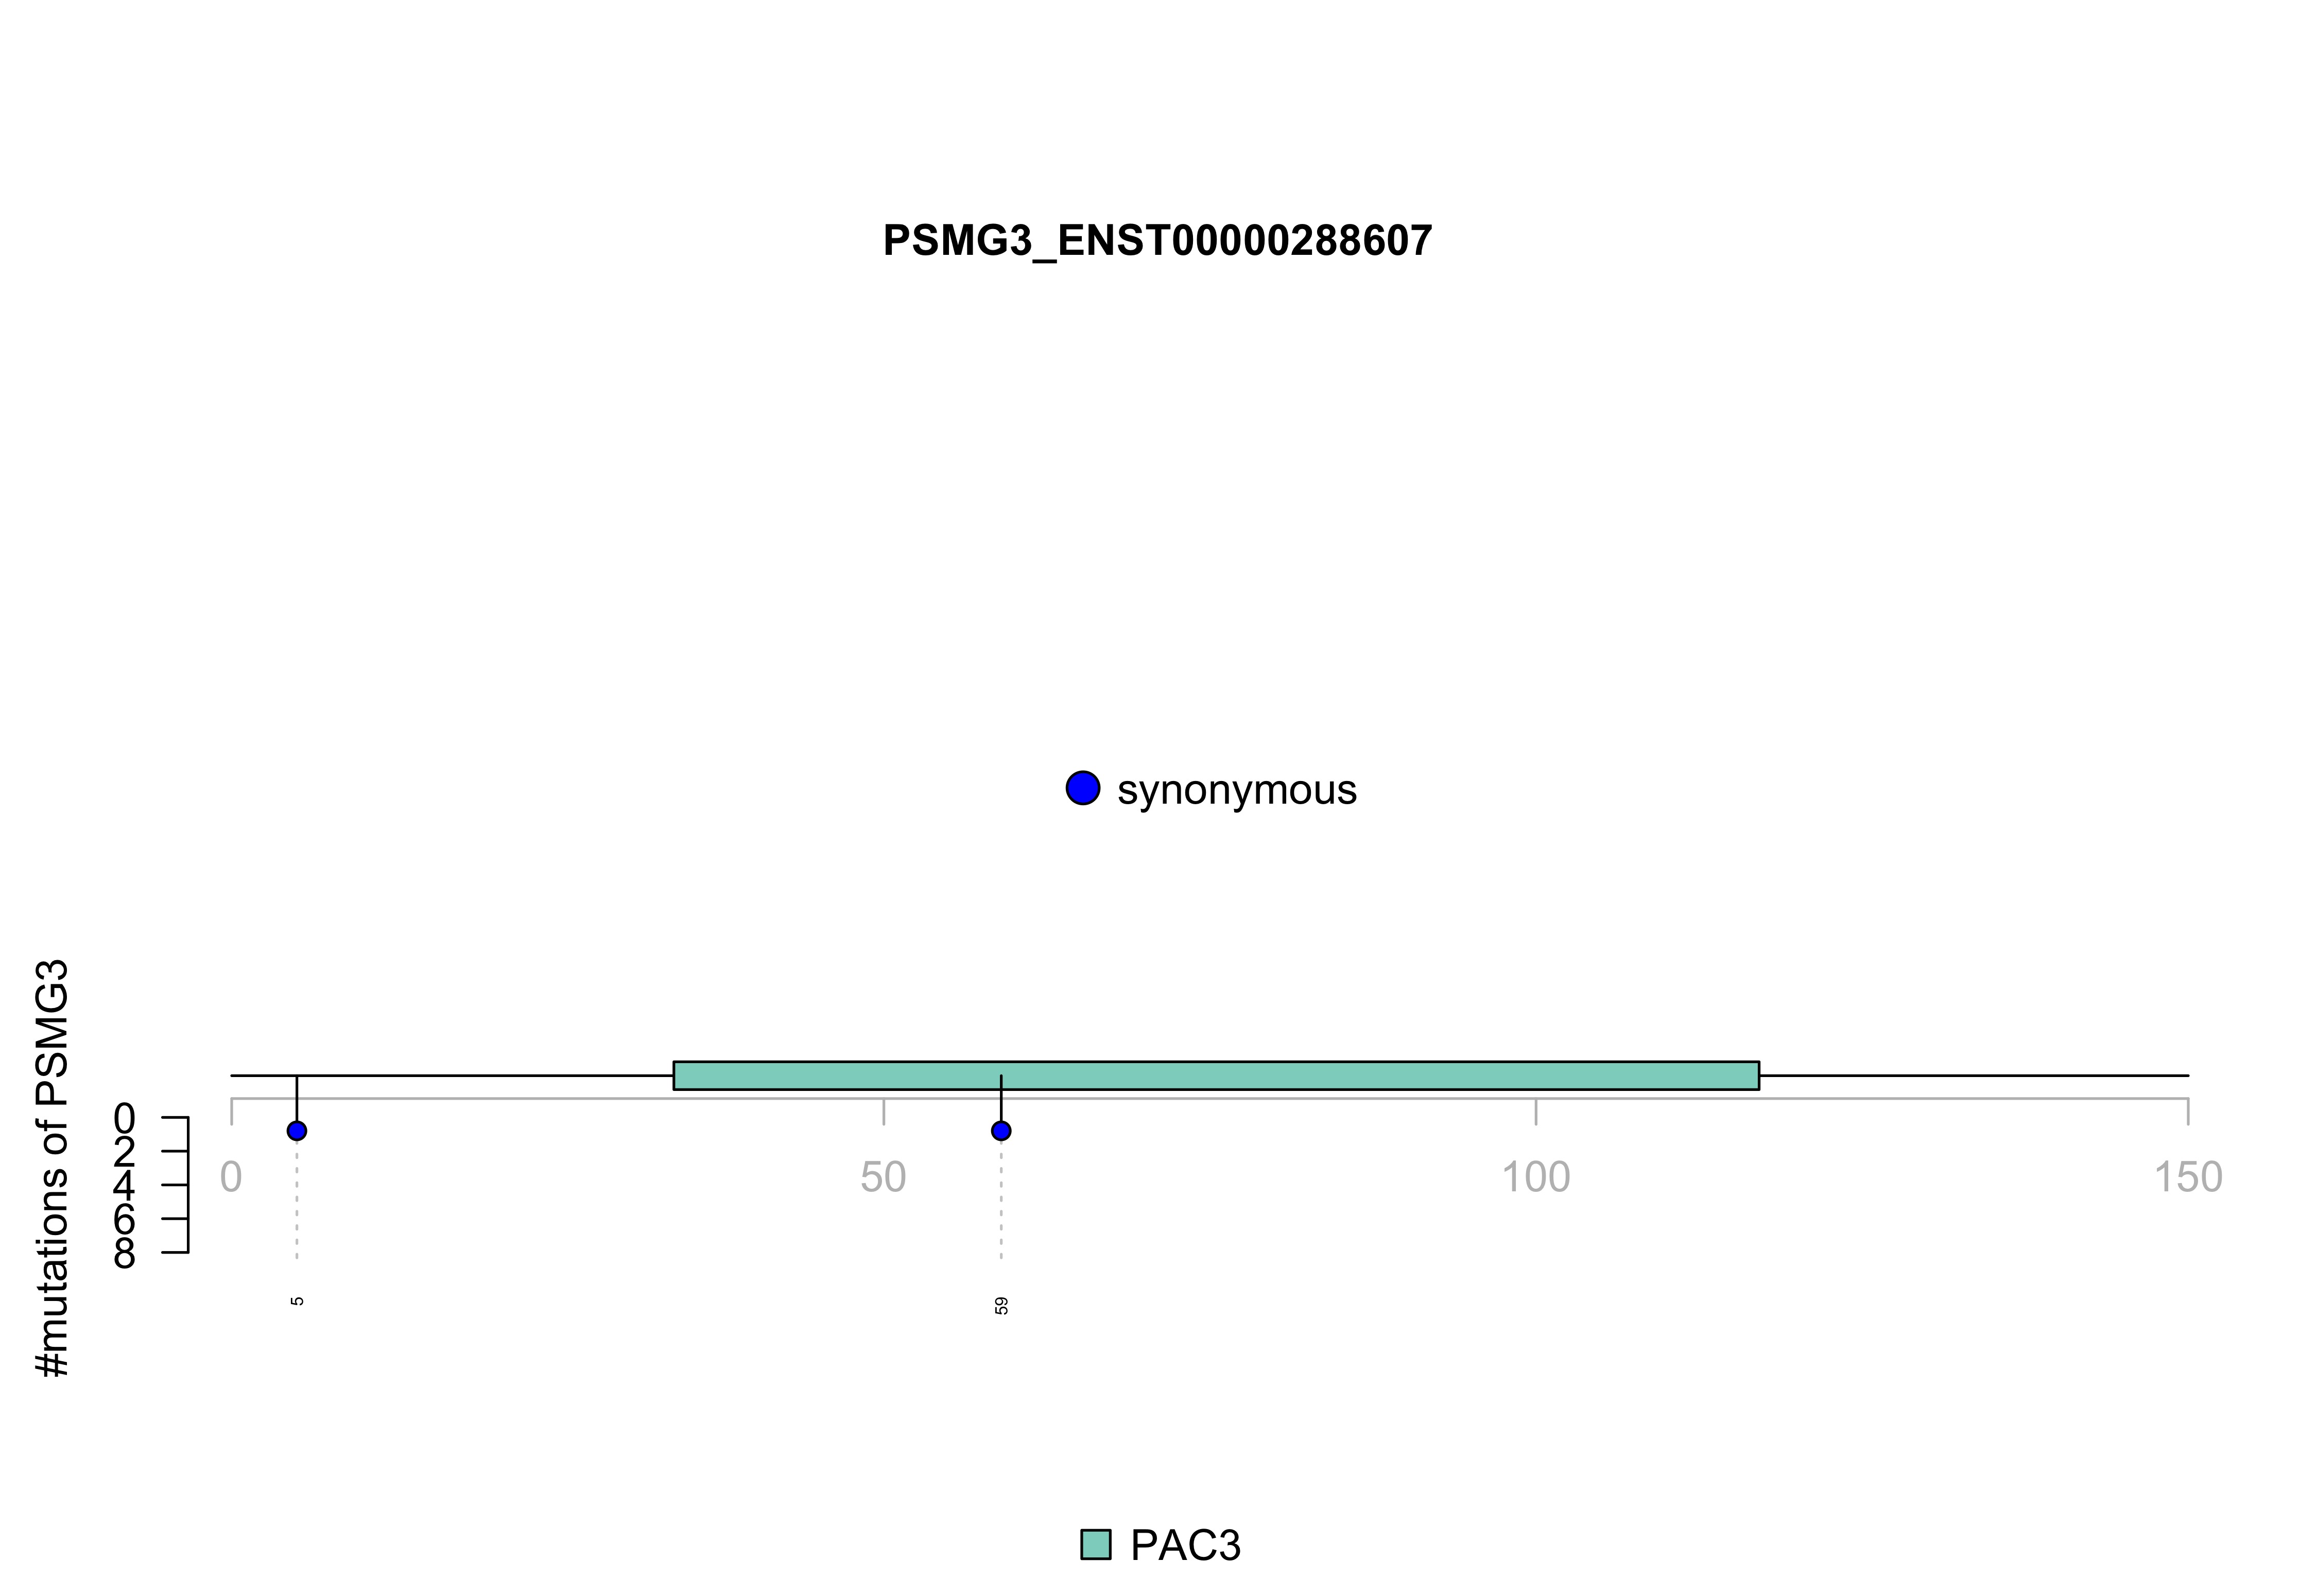 PSMG3_ENST00000288607
synonymous
#mutations of PSMG3
0
2
4
6
8
0
50
100
150
5
59
PAC3